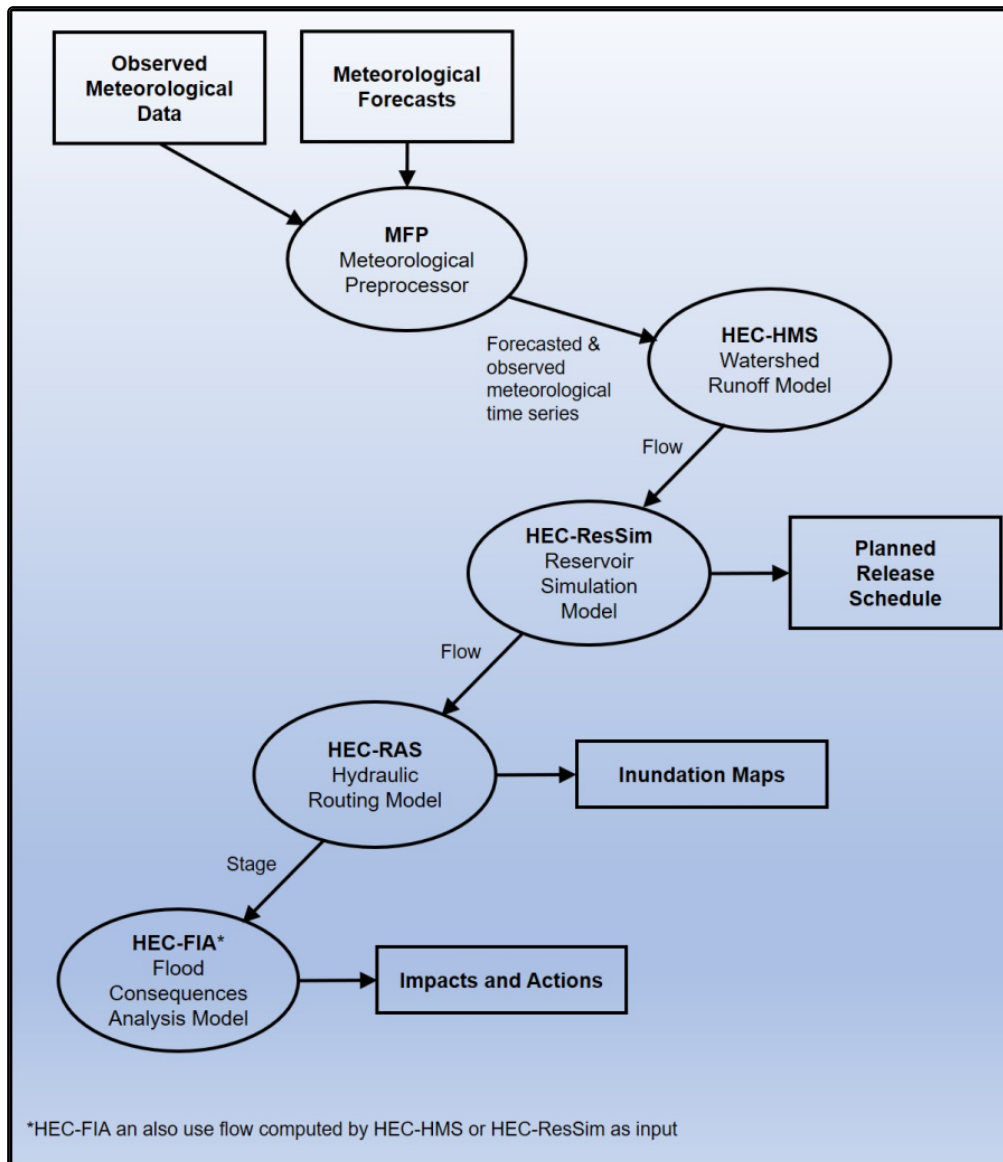 Observed
Meteorological
Data
Meteorological
Forecasts
MFP
Meteorological
Preprocessor
Forecasted &
observed
meteorological
time series
HEC-HMS
Watershed
Runoff Model
Flow
HEC-ResSim
Reservoir
Simulation
Model
Planned
Release
Schedule
Flow
HEC-RAS
Hydraulic
Routing Model
Inundation Maps
Stage
HEC-FIA*
Flood
Consequences
Analysis Model
Impacts and Actions
*HEC-FIA an also use flow computed by HEC-HMS or HEC-ResSim as input